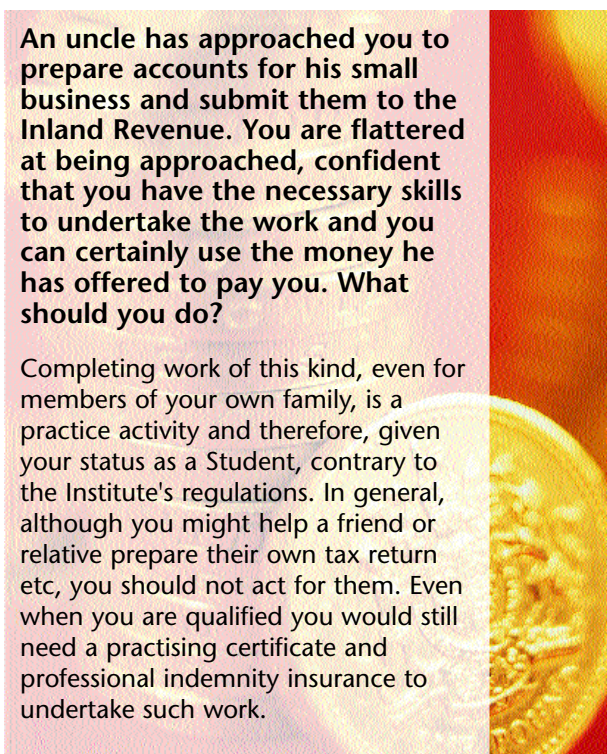 An uncle has approached you to
prepare accounts for his small
business and submit them to the
Inland Revenue. You are flattered
at being approached, confident
that you have the necessary skills
to undertake the work and you
can certainly use the money he
has offered to pay you. What
should you do?
Completing work of this kind, even for
members of your own family, is a
practice activity and therefore, given
your status as a Student, contrary to
the Institute's regulations. In general,
although you might help a friend or
relative prepare their own tax return
etc, you should not act for them. Even
when you are qualified you would still
need a practising certificate and
professional indemnity insurance to
undertake such work.